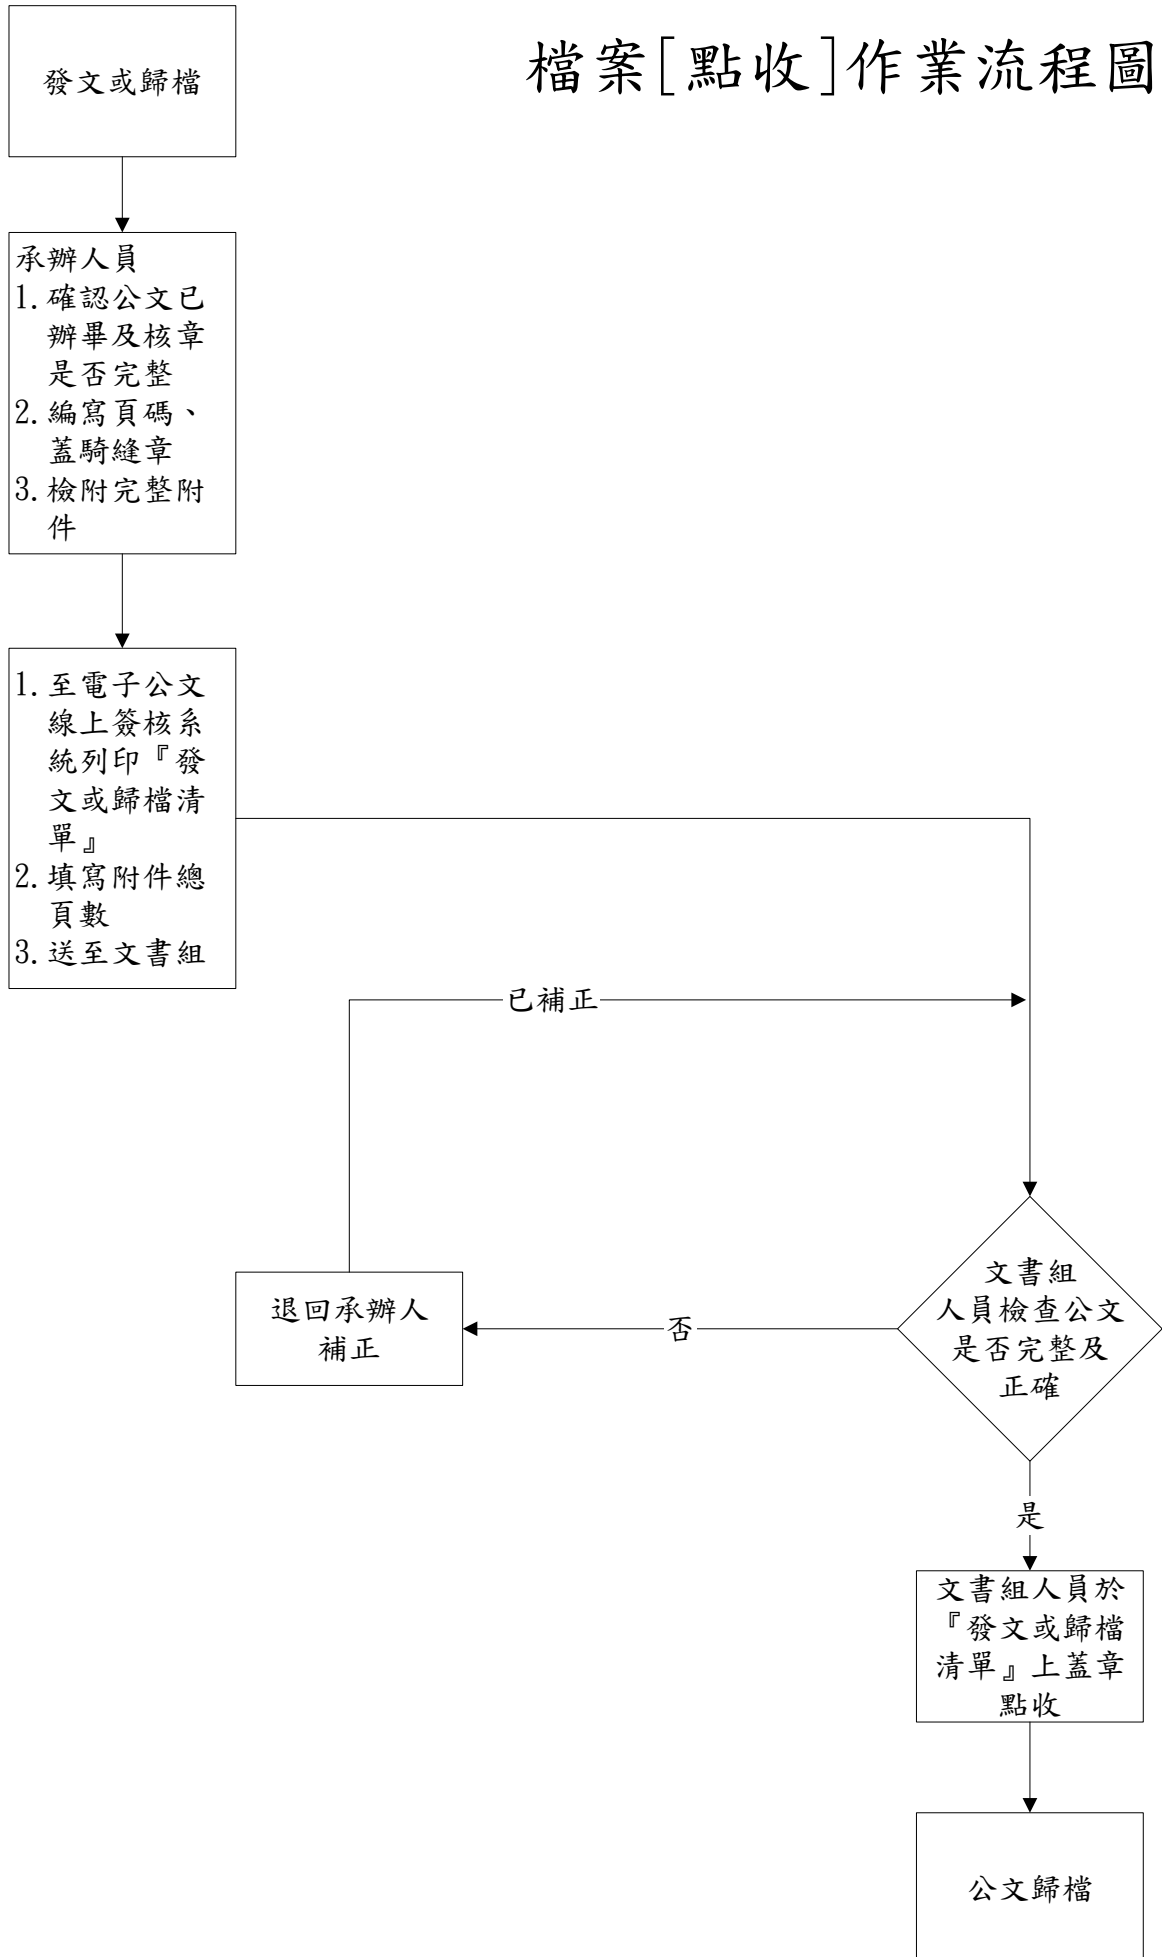 檔案[點收]作業流程圖
發文或歸檔
承辦人員
1.確認公文已
辦畢及核章
是否完整
2.編寫頁碼、
蓋騎縫章
3.檢附完整附
件
1.至電子公文
線上簽核系
統列印『發
文或歸檔清
單』
2.填寫附件總
頁數
3.送至文書組
已補正
文書組
人員檢查公文
是否完整及
正確
否
退回承辦人
補正
是
文書組人員於
『發文或歸檔
清單』上蓋章
點收
公文歸檔